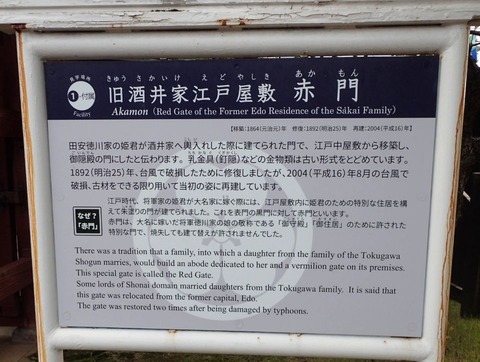 見学場所
1-付属
Factory
きゅう さかいけ えどやしき あか もん
旧酒井家江戸屋敷 赤門
Akamon (Red Gate of the Former Edo Residence of the Sakai Family)
【移築:1864(元治元)年 修復:1892(明治25)年 再建:2004(平成16)年】
田安徳川家の姫君が酒井家へ輿入れした際に建てられた門で、江戸中屋敷から移築し、
御隠殿の門にしたと伝わります。乳金具(釘隠)などの金物類は古い形式をとどめています。
1892(明治25)年、台風で破損したために修復しましたが、2004(平成16)年8月の台風で
破損、古材をできる限り用いて当初の姿に再建しています。
なぜ?
「赤門」
江戸時代、将軍家の姫君が大名家に嫁ぐ際には、江戸屋敷内に姫君のための特別な住居を構
えて朱塗りの門が建てられました。これを表門の黒門に対して赤門といいます。
赤門は、大名に嫁いだ将軍徳川家の娘の敬称である「御守殿」「御住居」のために許された
特別な門で、焼失しても建て替えが許されませんでした。
There was a tradition that a family, into which a daughter from the family of the Tokugawa
Shogun marries, would build an abode dedicated to her and a vermilion gate on its premises.
This special gate is called the Red Gate.
Some lords of Shonai domain married daughters from the Tokugawa family. It is said that
this gate was relocated from the former capital, Edo.
The gate was restored two times after being damaged by typhoons.